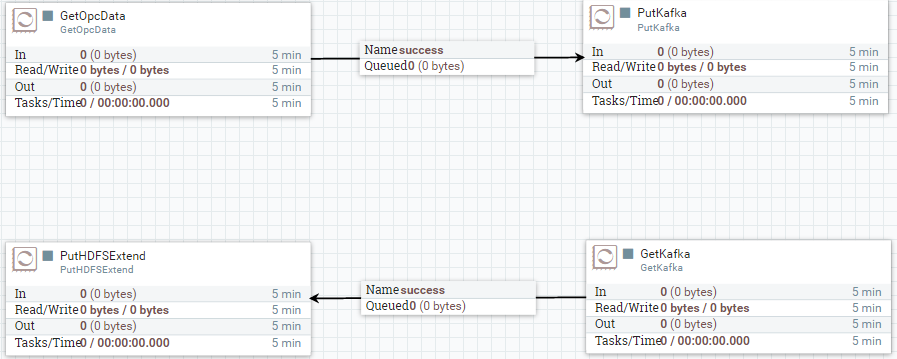 GetOpcData
GetOpcData
In 0 (0 bytes) 5 min
Read/Write 0 bytes / 0 bytes 5 min
Out 0 (0 bytes) 5 min
Tasks/Time 0 / 00:00:00.000 5 min
Name success
Queued 0 (0 bytes)
PutKafka
PutKafka
In 0 (0 bytes) 5 min
Read/Write 0 bytes / 0 bytes 5 min
Out 0 (0 bytes) 5 min
Tasks/Time 0 / 00:00:00.000 5 min
PutHDFSExtend
PutHDFSExtend
In 0 (0 bytes) 5 min
Read/Write 0 bytes / 0 bytes 5 min
Out 0 (0 bytes) 5 min
Tasks/Time 0 / 00:00:00.000 5 min
Name success
Queued 0 (0 bytes)
GetKafka
GetKafka
In 0 (0 bytes) 5 min
Read/Write 0 bytes / 0 bytes 5 min
Out 0 (0 bytes) 5 min
Tasks/Time 0 / 00:00:00.000 5 min